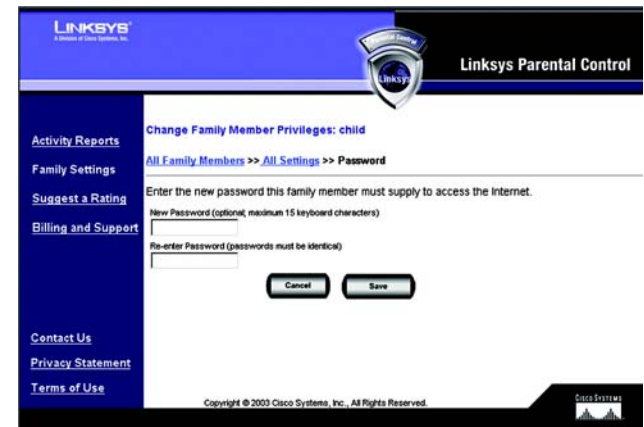 LINKSYS®
A Division of Cisco Systems, Inc.
Parental Control
Linksys
Linksys Parental Control
Activity Reports
Family Settings
Suggest a Rating
Billing and Support
Contact Us
Privacy Statement
Terms of Use
Change Family Member Privileges: child
All Family Members >> All Settings >> Password
Enter the new password this family member must supply to access the Internet.
New Password (optional; maximum 15 keyboard characters)
Re-enter Password (passwords must be identical)
Cancel Save
Copyright © 2003 Cisco Systems, Inc., All Rights Reserved.
CISCO SYSTEMS